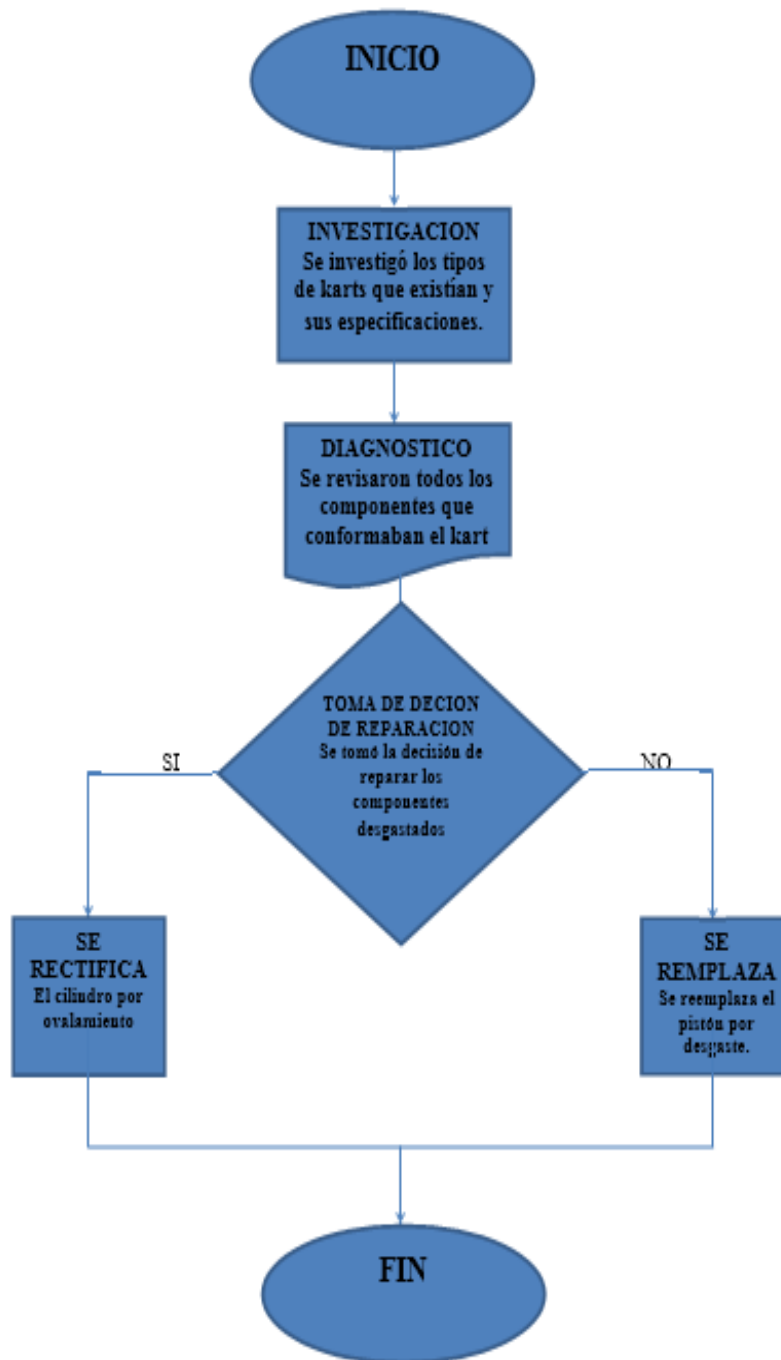 INICIO
INVESTIGACION
Se investigó los tipos
de karts que existían y
sus especificaciones.
DIAGNOSTICO
Se revisaron todos los
componentes que
conformaban el kart
TOMA DE DECION
DE REPARACION
Se tomó la decisión de
reparar los
componentes
desgastados
SI
NO
SE
RECTIFICA
El cilindro por
ovalamiento
SE
REMPLAZA
Se reemplaza el
pistón por
desgaste.
FIN